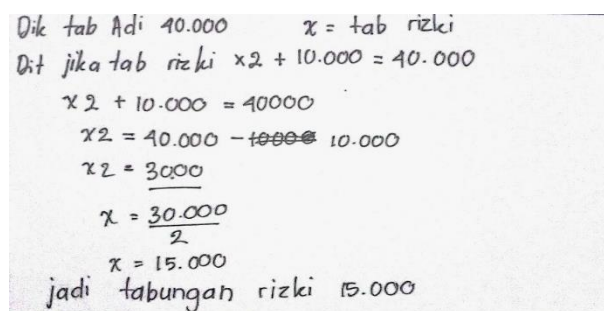 Dik tab Adi 40.000 x = tab rizki
Dit jika tab rizki x2 + 10.000 = 40.000
x2 + 10.000 = 40000
x2 = 40.000 - 10000 10.000
x2 = 3000
x = 30.000
2
x = 15.000
jadi tabungan rizki 15.000